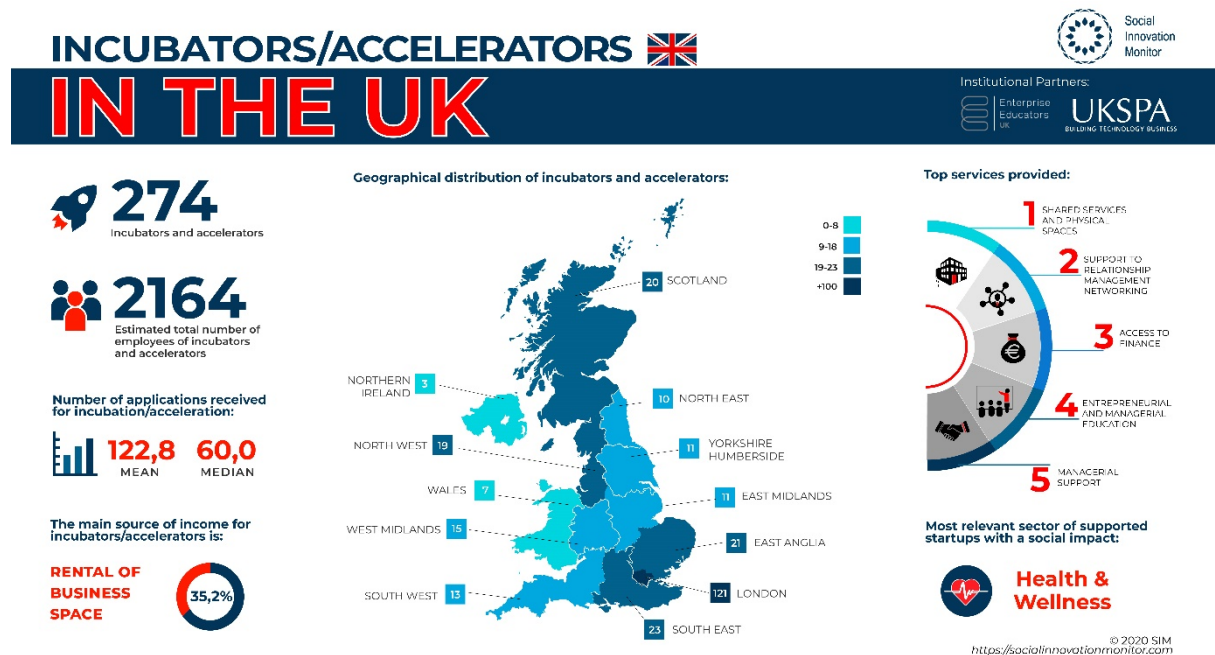 INCUBATORS/ACCELERATORS
IN THE UK
Social
Innovation
Monitor
Institutional Partners:
Enterprise
Educators
UK
UKSPA
BUILDING TECHNOLOGY BUSINESS
274
Incubators and accelerators
2164
Estimated total number of
employees of incubators
and accelerators
Number of applications received
for incubation/acceleration:
122,8
MEAN
60,0
MEDIAN
The main source of income for
incubators/accelerators is:
RENTAL OF
BUSINESS
SPACE
35,2%
Geographical distribution of incubators and accelerators:
0-8
9-18
19-23
+100
20 SCOTLAND
NORTHERN
IRELAND
3
10 NORTH EAST
NORTH WEST 19
11
YORKSHIRE
HUMBERSIDE
WALES 7
11 EAST MIDLANDS
WEST MIDLANDS 15
21 EAST ANGLIA
SOUTH WEST 13
121 LONDON
23 SOUTH EAST
Top services provided:
1
SHARED SERVICES
AND PHYSICAL
SPACES
2
SUPPORT TO
RELATIONSHIP
MANAGEMENT
NETWORKING
3
ACCESS TO
FINANCE
4
ENTREPRENEURIAL
AND MANAGERIAL
EDUCATION
5
MANAGERIAL
SUPPORT
Most relevant sector of supported
startups with a social impact:
Health &
Wellness
© 2020 SIM
https://socialinnovationmonitor.com